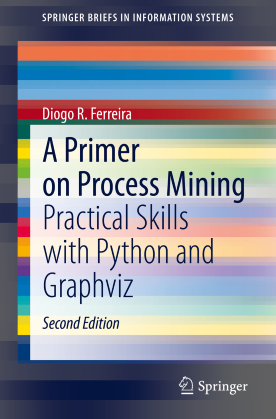 SPRINGER BRIEFS IN INFORMATION SYSTEMS
Diogo R. Ferreira
A Primer
on Process Mining
Practical Skills
with Python and
Graphviz
Second Edition
Springer